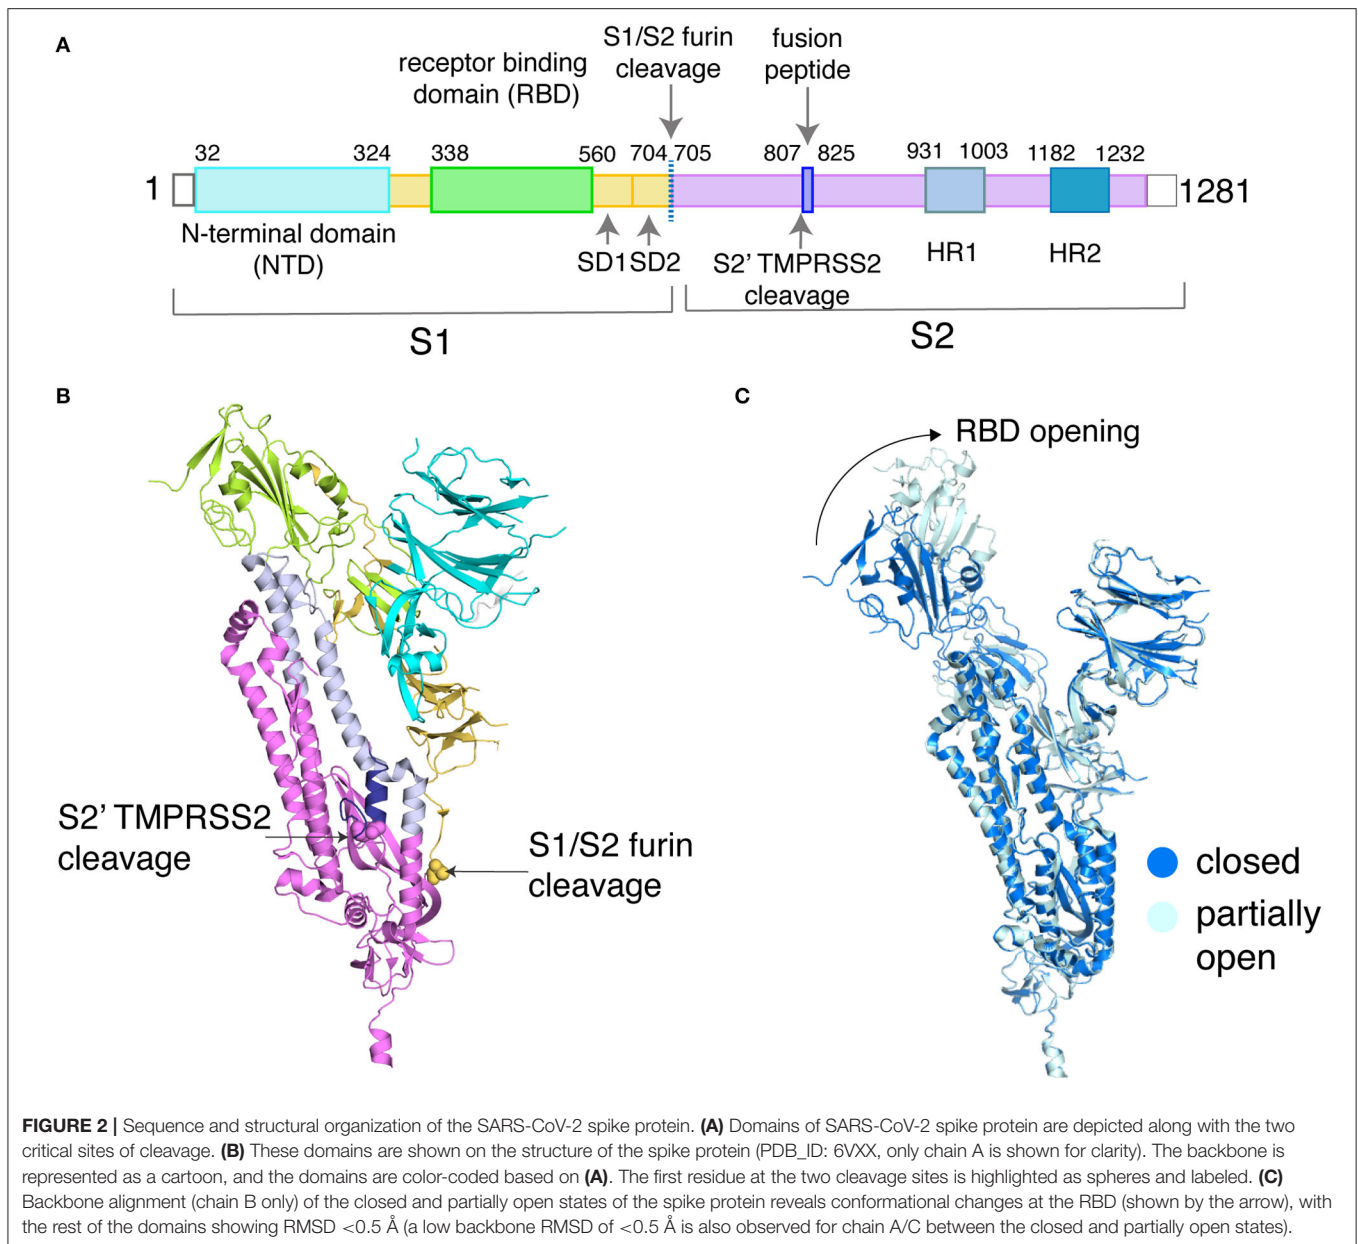 A
S1/S2 furin
cleavage
fusion
peptide
receptor binding
domain (RBD)
32
324
338
560
704
705
807
825
931
1003
1182
1232
1
1281
N-terminal domain
(NTD)
SD1
SD2
S2' TMPRSS2
cleavage
HR1
HR2
S1
S2
B
C
RBD opening
S2' TMPRSS2
cleavage
S1/S2 furin
cleavage
closed
partially
open
FIGURE 2 | Sequence and structural organization of the SARS-CoV-2 spike protein. (A) Domains of SARS-CoV-2 spike protein are depicted along with the two
critical sites of cleavage. (B) These domains are shown on the structure of the spike protein (PDB_ID: 6VXX, only chain A is shown for clarity). The backbone is
represented as a cartoon, and the domains are color-coded based on (A). The first residue at the two cleavage sites is highlighted as spheres and labeled. (C)
Backbone alignment (chain B only) of the closed and partially open states of the spike protein reveals conformational changes at the RBD (shown by the arrow), with
the rest of the domains showing RMSD <0.5 Å (a low backbone RMSD of <0.5 Å is also observed for chain A/C between the closed and partially open states).